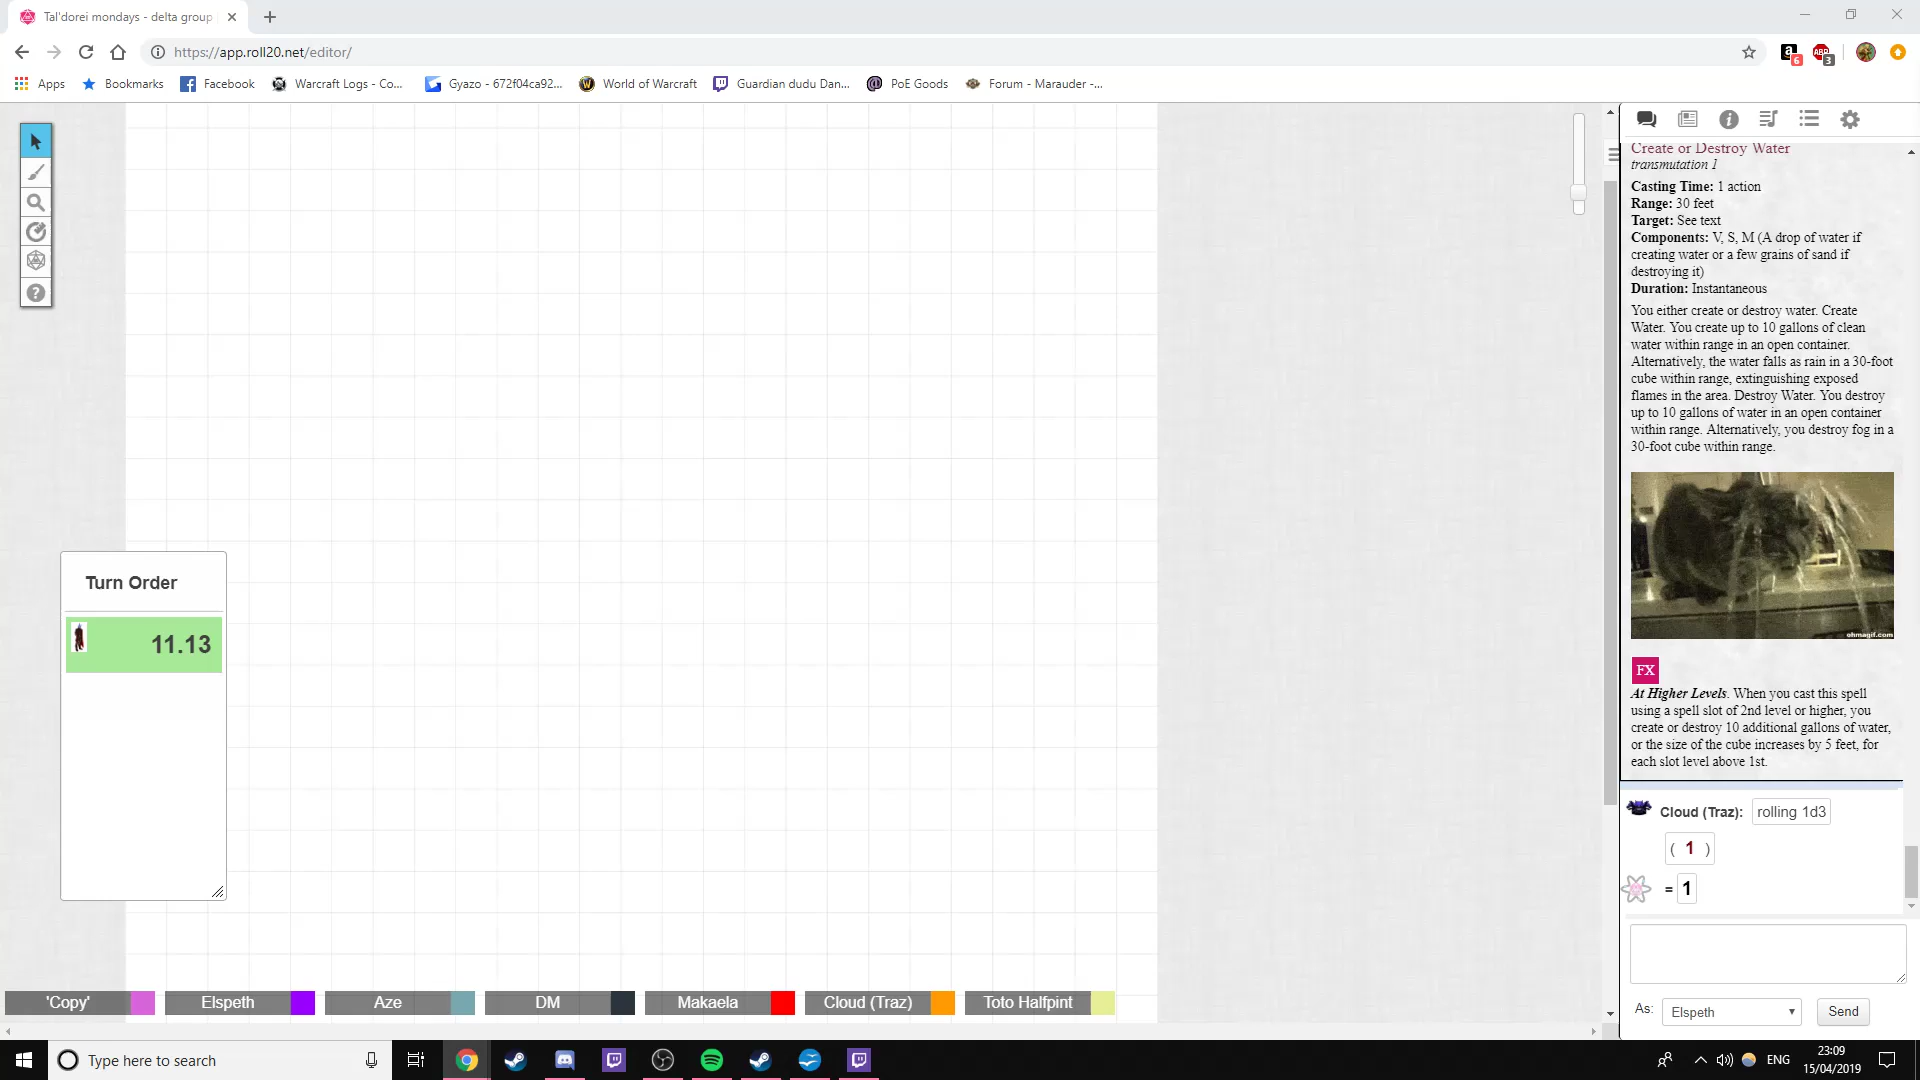 Tal'dorei mondays - delta group
https://app.roll20.net/editor/
6
ABP
3
Apps
Bookmarks
Facebook
Warcraft Logs - Co...
Gyazo - 672f04ca92...
World of Warcraft
Guardian dudu Dan...
PoE Goods
Forum - Marauder -...
Create or Destroy Water
transmutation 1
Casting Time: 1 action
Range: 30 feet
Target: See text
Components: V, S, M (A drop of water if
creating water or a few grains of sand if
destroying it)
Duration: Instantaneous
You either create or destroy water. Create
Water. You create up to 10 gallons of clean
water within range in an open container.
Alternatively, the water falls as rain in a 30-foot
cube within range, extinguishing exposed
flames in the area. Destroy Water. You destroy
up to 10 gallons of water in an open container
within range. Alternatively, you destroy fog in a
30-foot cube within range.
ohmagif.com
FX
At Higher Levels. When you cast this spell
using a spell slot of 2nd level or higher, you
create or destroy 10 additional gallons of water,
or the size of the cube increases by 5 feet, for
each slot level above 1st.
Cloud (Traz): rolling 1d3
( 1 )
= 1
As: Elspeth Send
Turn Order
11.13
'Copy' Elspeth Aze DM Makaela Cloud (Traz) Toto Halfpint
Type here to search
ENG
23:09
15/04/2019